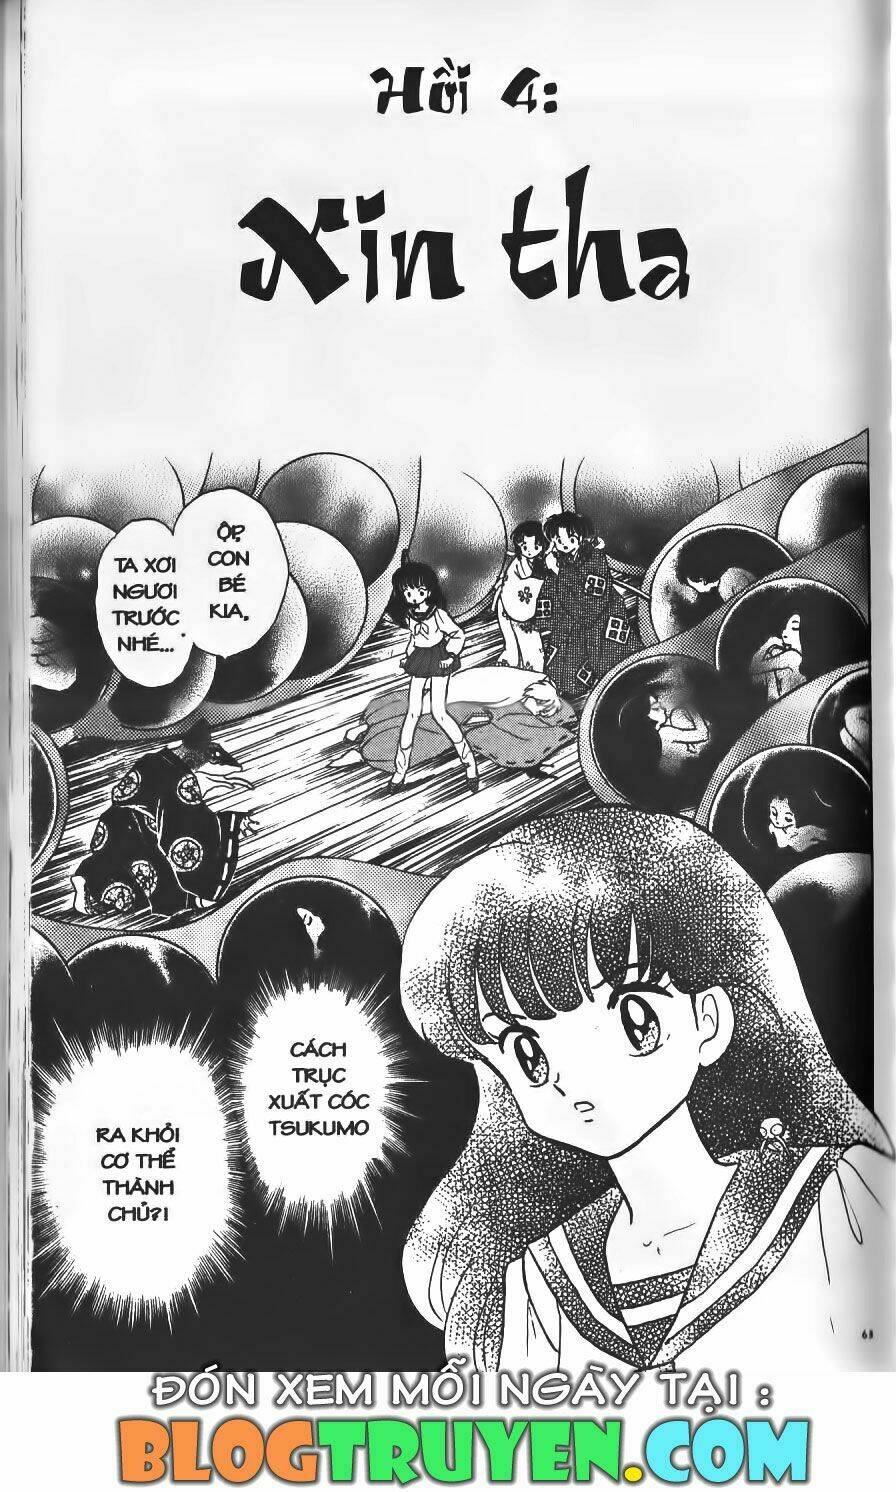 Hồi 4:
Xin tha
ỘP,
CON
BÉ
KIA,
TA XƠI
NGƯƠI
TRƯỚC
NHÉ...
CÁCH
TRỤC
XUẤT CÓC
TSUKUMO
RA KHỎI
CƠ THỂ
THÀNH
CHỦ?!
ĐÓN XEM MỖI NGÀY TẠI :
BLOGTRUYEN.COM